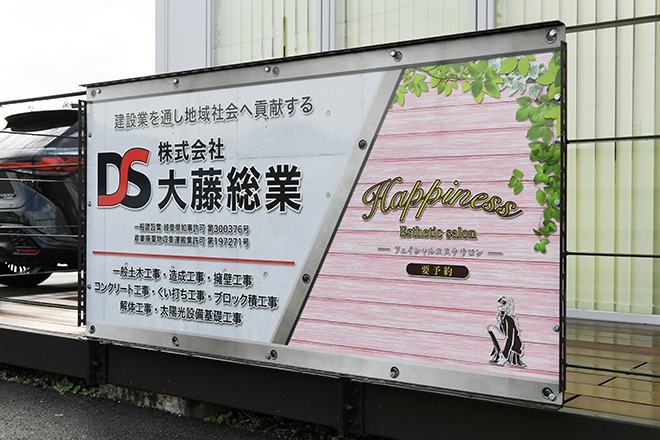 建設業を通し地域社会へ貢献する
DS
株式会社
大藤総業
一般建設業 岐阜県知事許可 第300376号
産業廃棄物収集運搬業許可 第197271号
一般土木工事・造成工事・擁壁工事
コンクリート工事・ぐい打ち工事・ブロック積工事
解体工事・太陽光設備基礎工事
Happiness
Esthetic salon
フェイシャルエステサロン
要予約